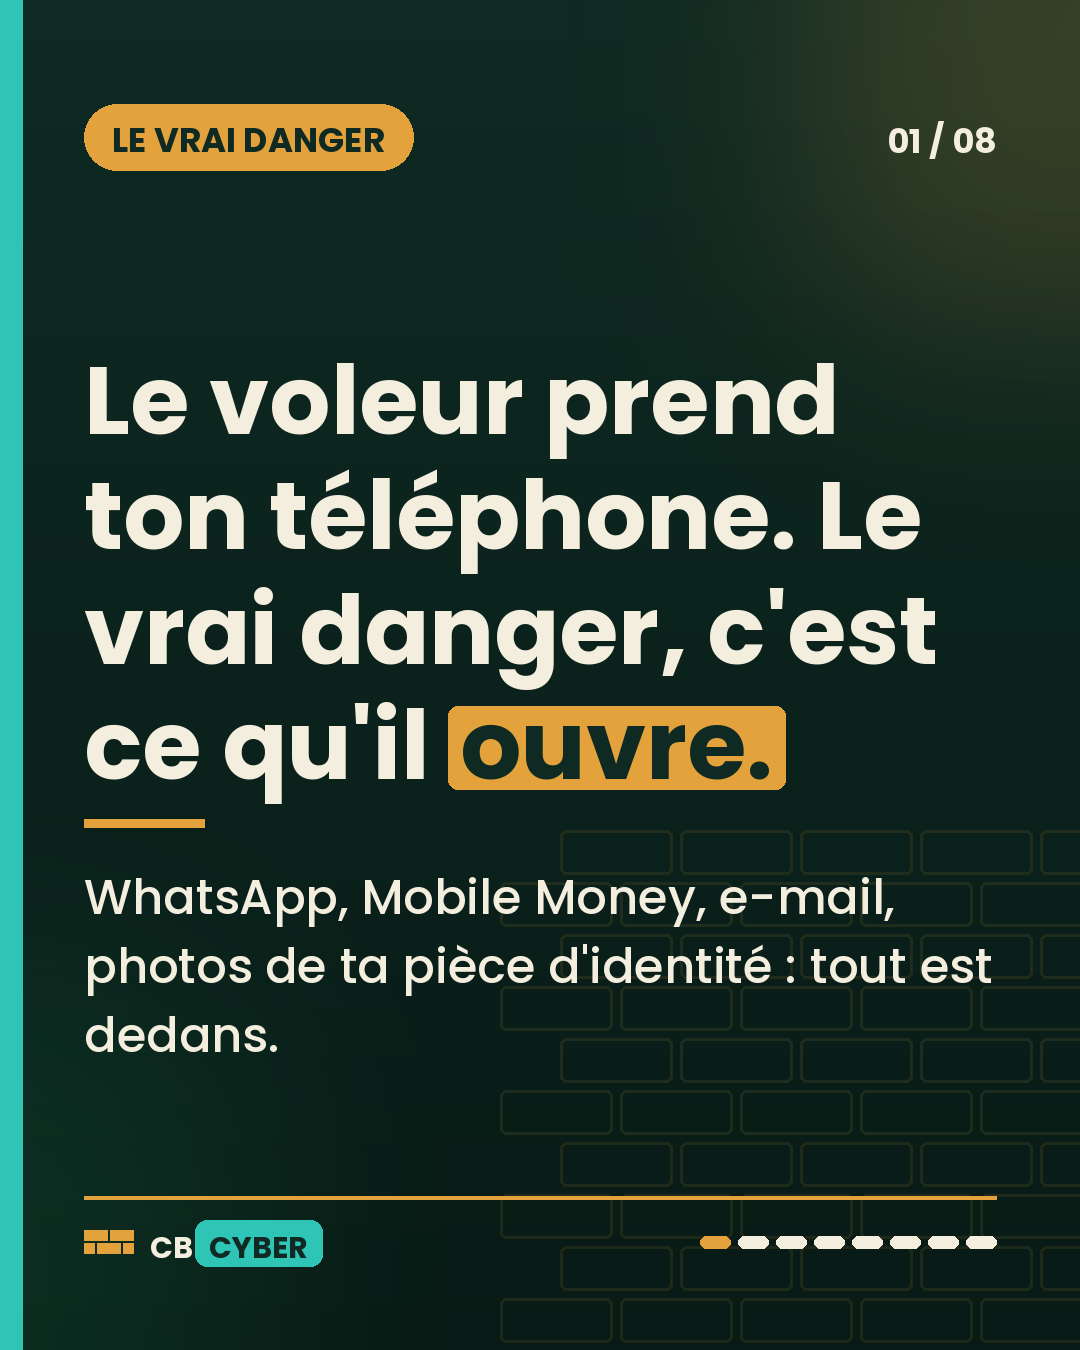 LE VRAI DANGER
01 / 08
Le voleur prend
ton téléphone. Le
vrai danger, c'est
ce qu'il ouvre.
WhatsApp, Mobile Money, e-mail,
photos de ta pièce d'identité : tout est
dedans.
CB CYBER